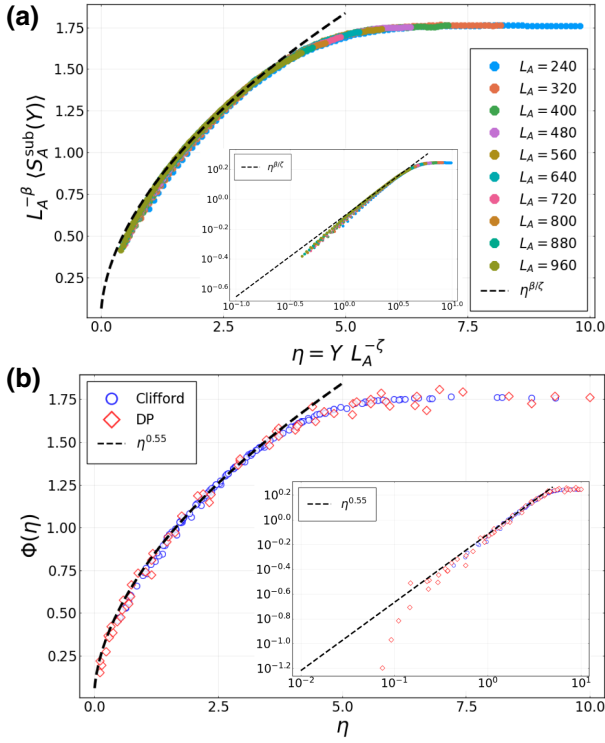 (a)
1.75
1.50
1.25
1.00
0.75
0.50
0.25
L_A^{-β} ⟨S_A^{sub}(Y)⟩
L_A = 240
L_A = 320
L_A = 400
L_A = 480
L_A = 560
L_A = 640
L_A = 720
L_A = 800
L_A = 880
L_A = 960
η^{β/ζ}
η^{β/ζ}
10^{0.2}
10^{0.0}
10^{−0.2}
10^{−0.4}
10^{−0.6}
10^{−1.0} 10^{−0.5} 10^{0.0} 10^{0.5} 10^{1.0}
0.0 2.5 5.0 7.5 10.0
η = Y L_A^{−ζ}
(b)
Clifford
DP
η^{0.55}
1.75
1.50
1.25
1.00
0.75
0.50
0.25
Φ(η)
η^{0.55}
10^{0.2}
10^{0.0}
10^{−0.2}
10^{−0.4}
10^{−0.6}
10^{−0.8}
10^{−1.0}
10^{−1.2}
10^{−2} 10^{−1} 10^{0} 10^{1}
0.0 2.5 5.0 7.5 10.0
η